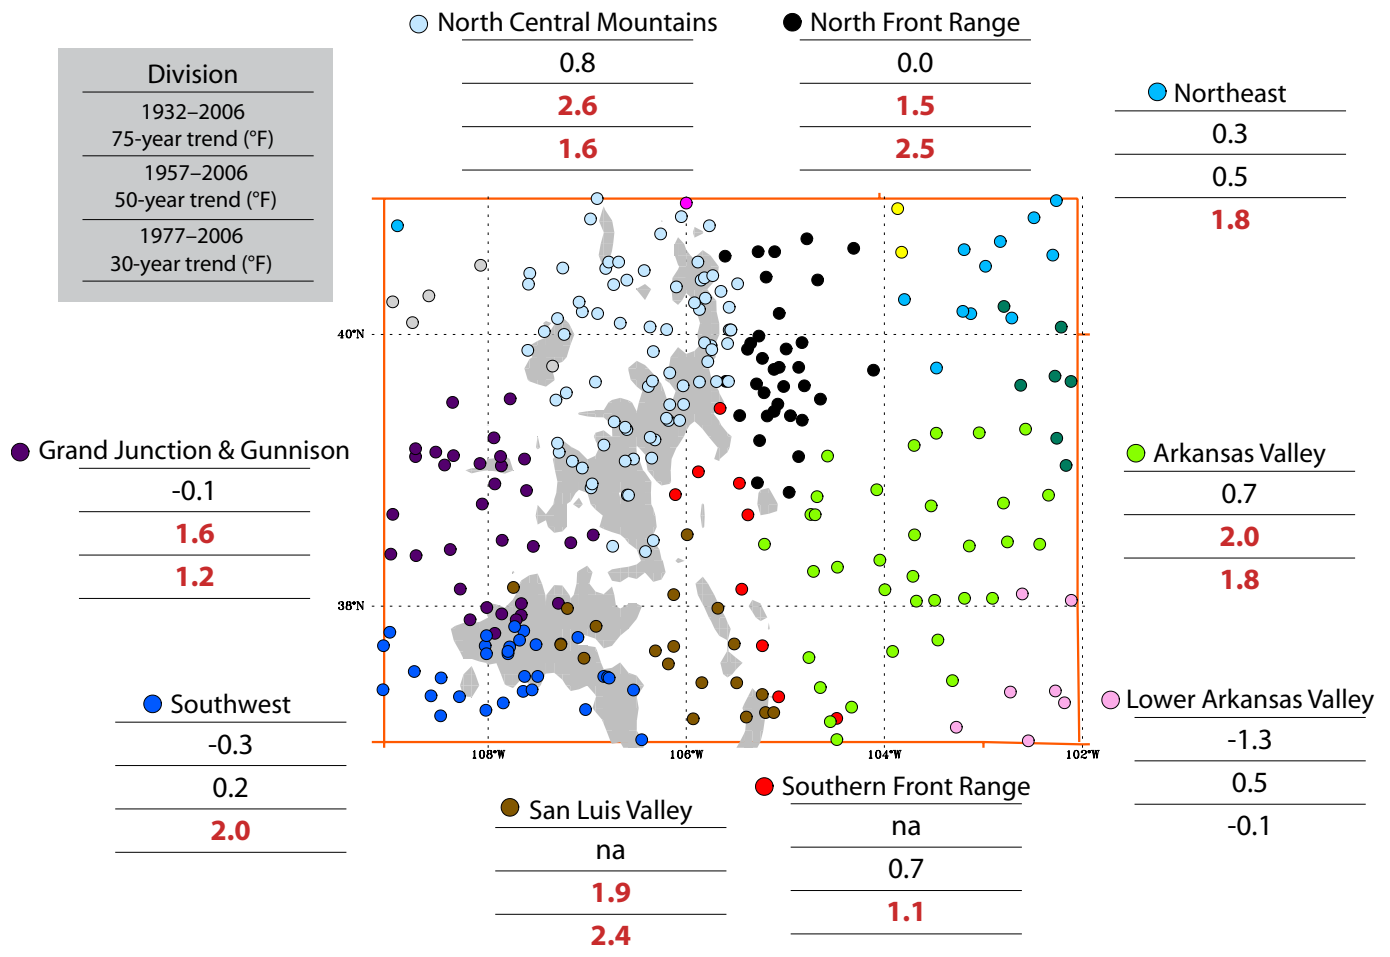 North Central Mountains
0.8
2.6
1.6
North Front Range
0.0
1.5
2.5
Division
1932–2006
75-year trend (°F)
1957–2006
50-year trend (°F)
1977–2006
30-year trend (°F)
Northeast
0.3
0.5
1.8
40°N
Grand Junction & Gunnison
-0.1
1.6
1.2
Arkansas Valley
0.7
2.0
1.8
38°N
Southwest
-0.3
0.2
2.0
Lower Arkansas Valley
-1.3
0.5
-0.1
108°W
106°W
104°W
102°W
San Luis Valley
na
1.9
2.4
Southern Front Range
na
0.7
1.1